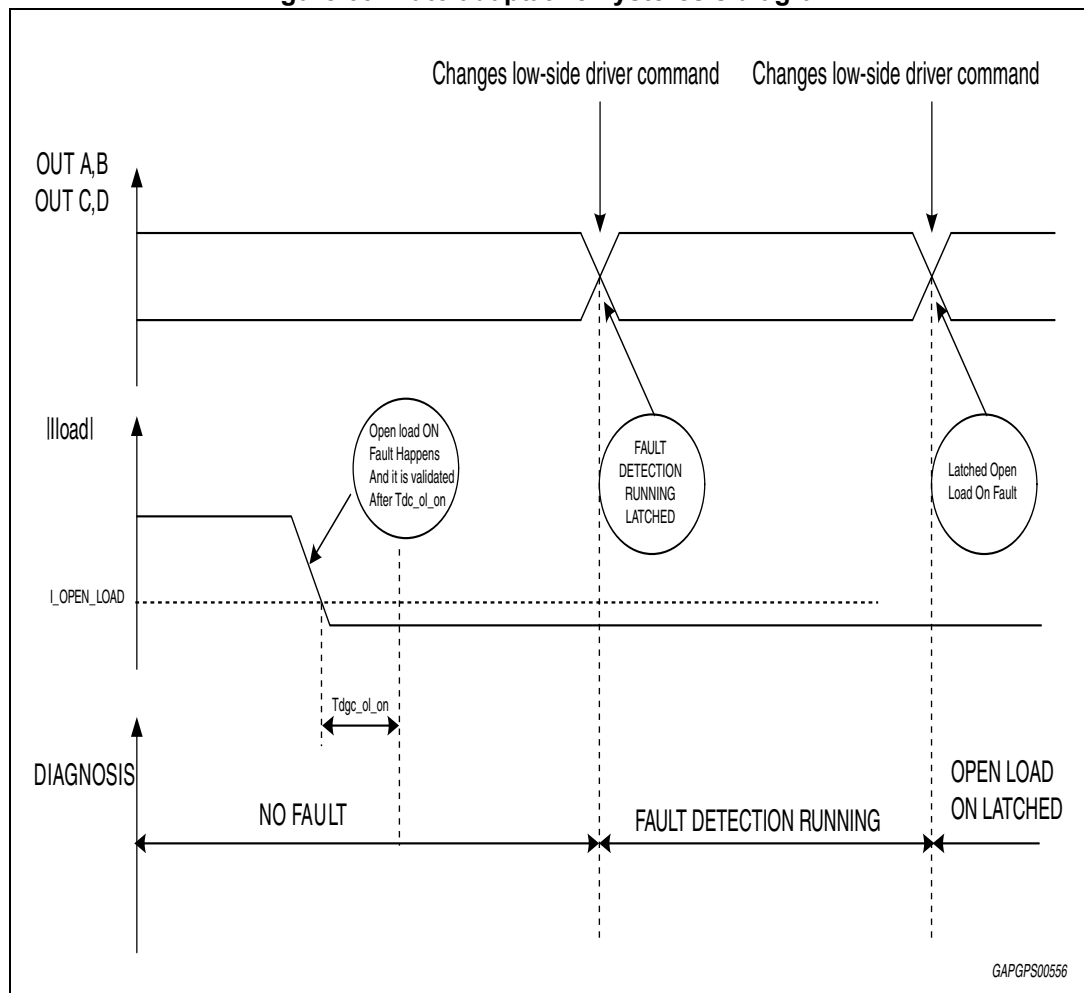 Changes low-side driver command
Changes low-side driver command
OUT A,B
OUT C,D
|Iload|
Open load ON
Fault Happens
And it is validated
After Tdc_ol_on
FAULT
DETECTION
RUNNING
LATCHED
Latched Open
Load On Fault
I_OPEN_LOAD
Tdgc_ol_on
DIAGNOSIS
NO FAULT
FAULT DETECTION RUNNING
OPEN LOAD
ON LATCHED
GAPGPS00556